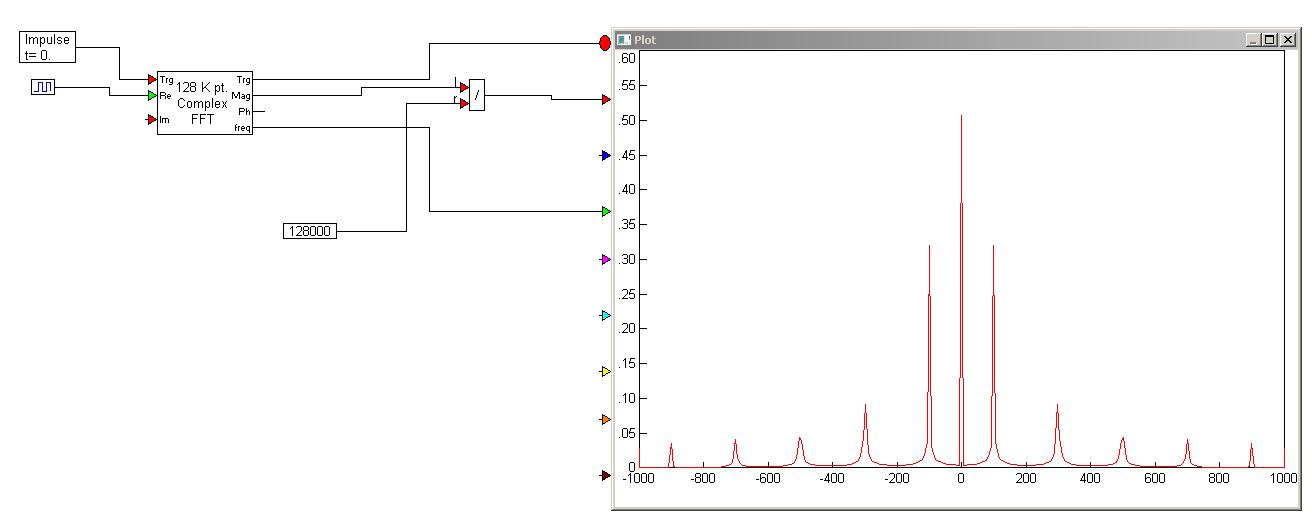 Impulse
t= 0.
Trg
Re
Im
128 K pt.
Complex
FFT
Trg
Mag
Ph
freq
l
r
/
128000
Plot
.60
.55
.50
.45
.40
.35
.30
.25
.20
.15
.10
.05
0
-1000 -800 -600 -400 -200 0 200 400 600 800 1000